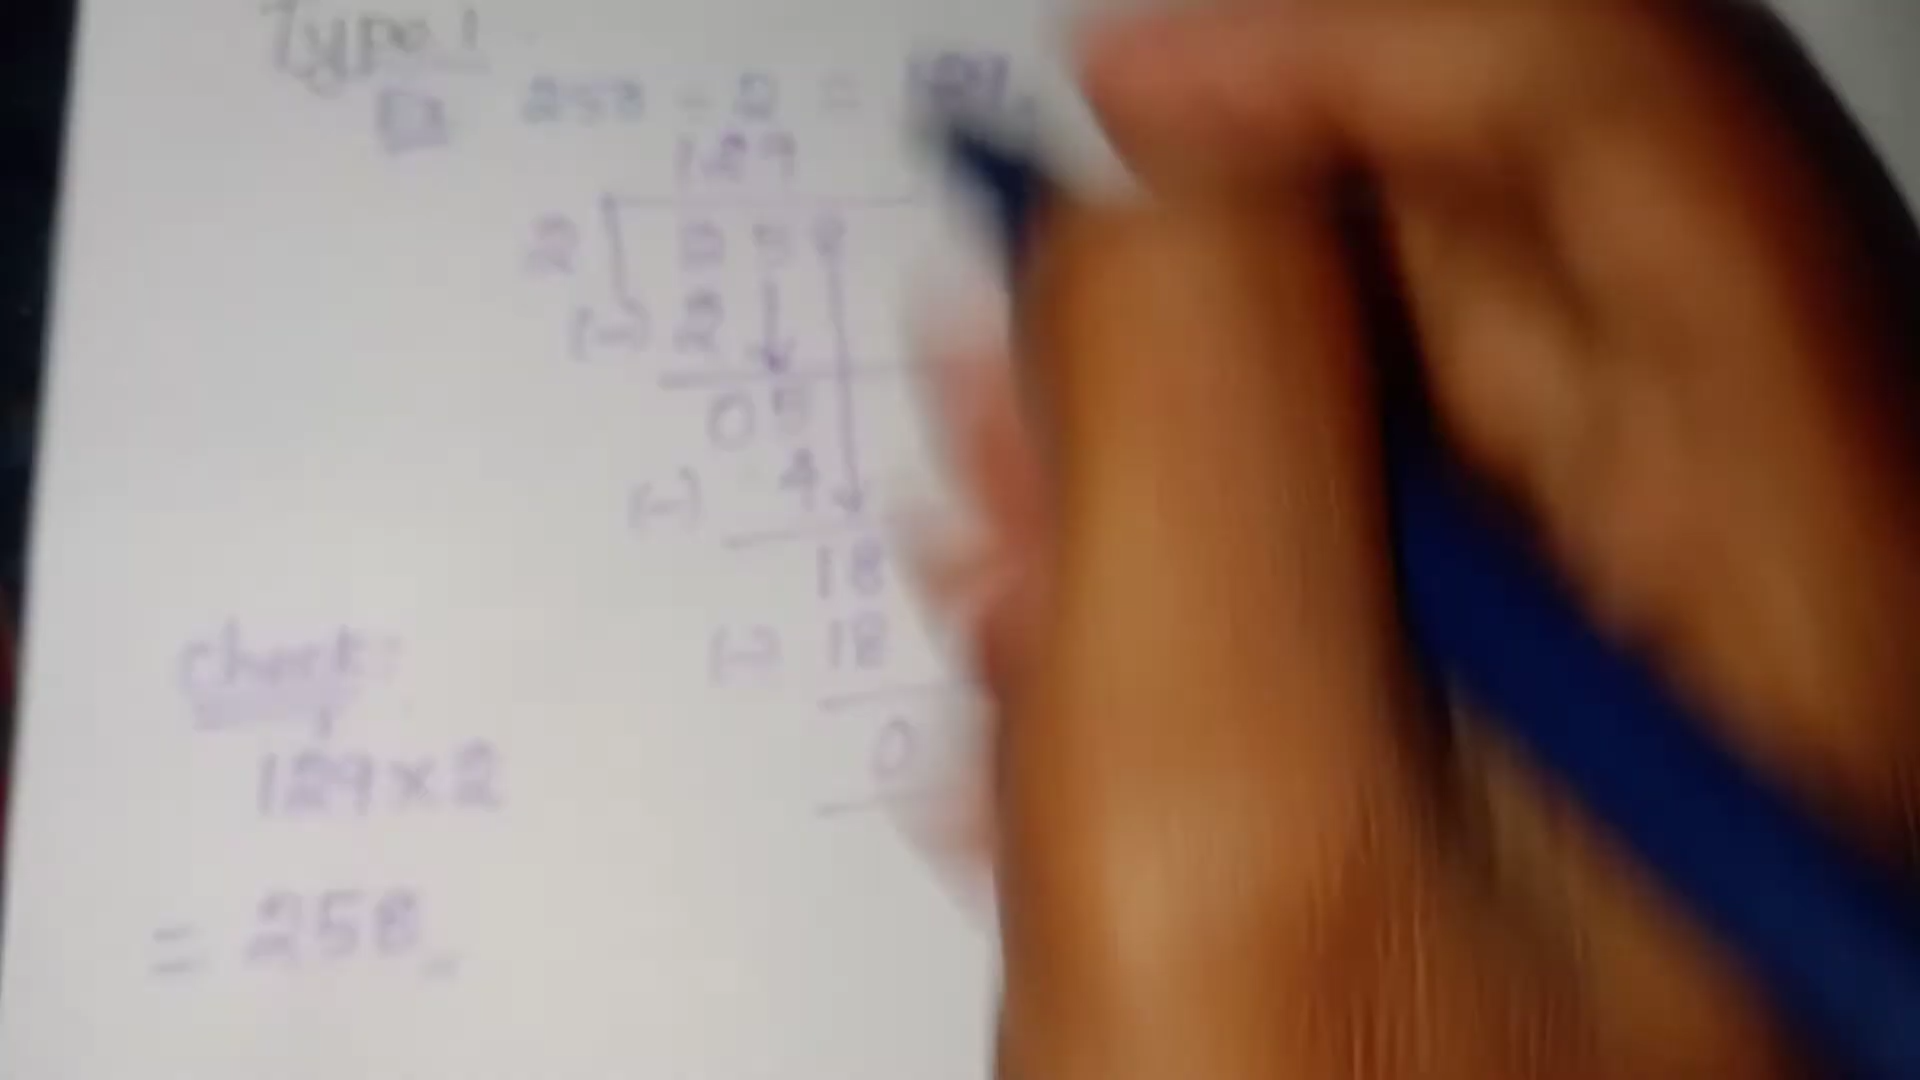 Type 1
258 ÷ 2 = 129
129
2 258
(-) 2
05
(-) 4
18
(-) 18
0
Check:
129 × 2
= 258